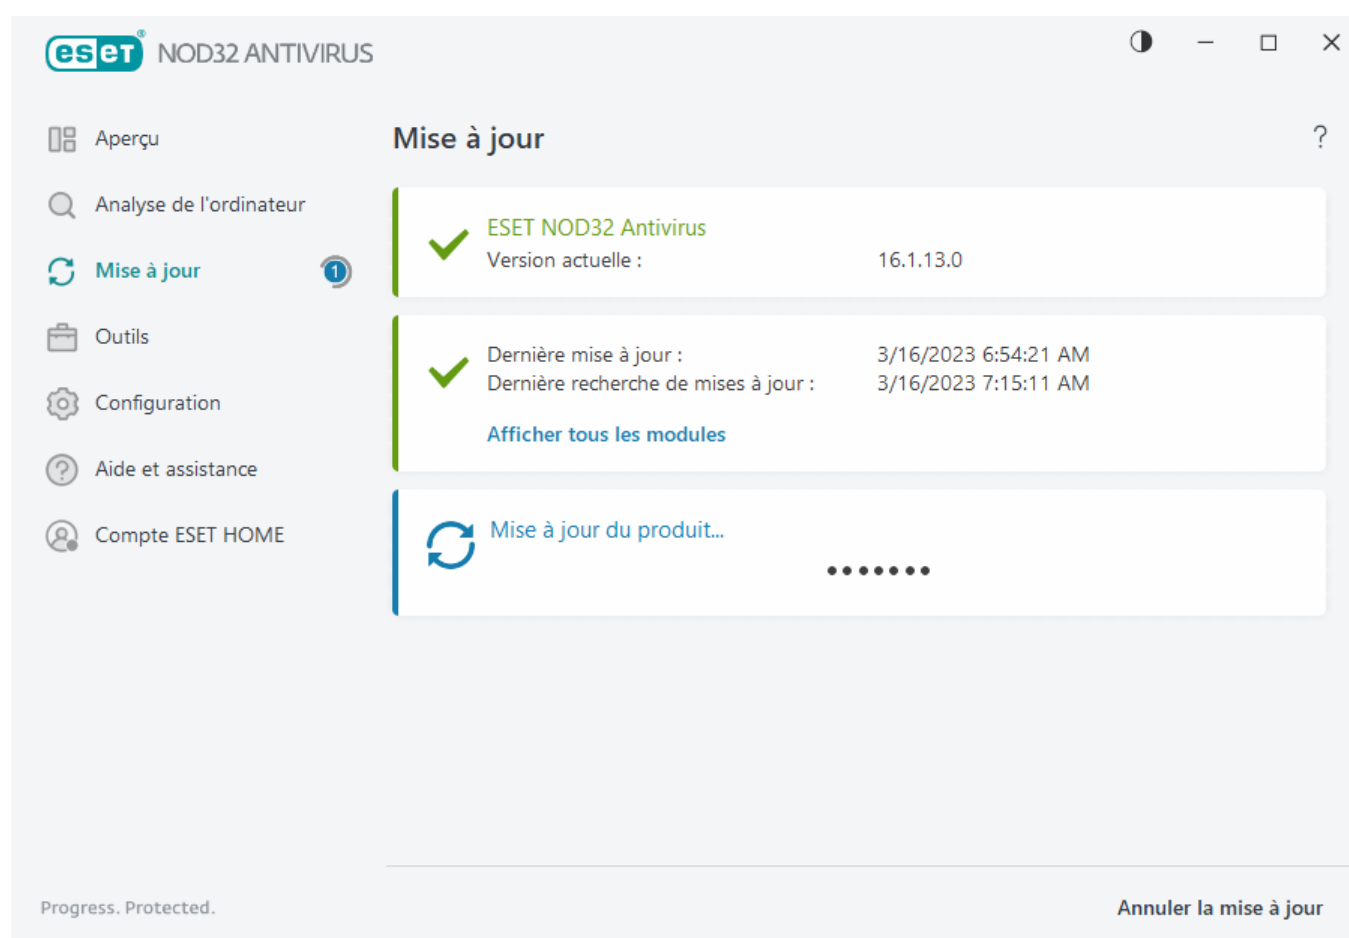 eset® NOD32 ANTIVIRUS
Aperçu
Analyse de l'ordinateur
Mise à jour 1
Outils
Configuration
Aide et assistance
Compte ESET HOME
Progress. Protected.
Mise à jour ?
ESET NOD32 Antivirus
Version actuelle : 16.1.13.0
Dernière mise à jour : 3/16/2023 6:54:21 AM
Dernière recherche de mises à jour : 3/16/2023 7:15:11 AM
Afficher tous les modules
Mise à jour du produit...
Annuler la mise à jour